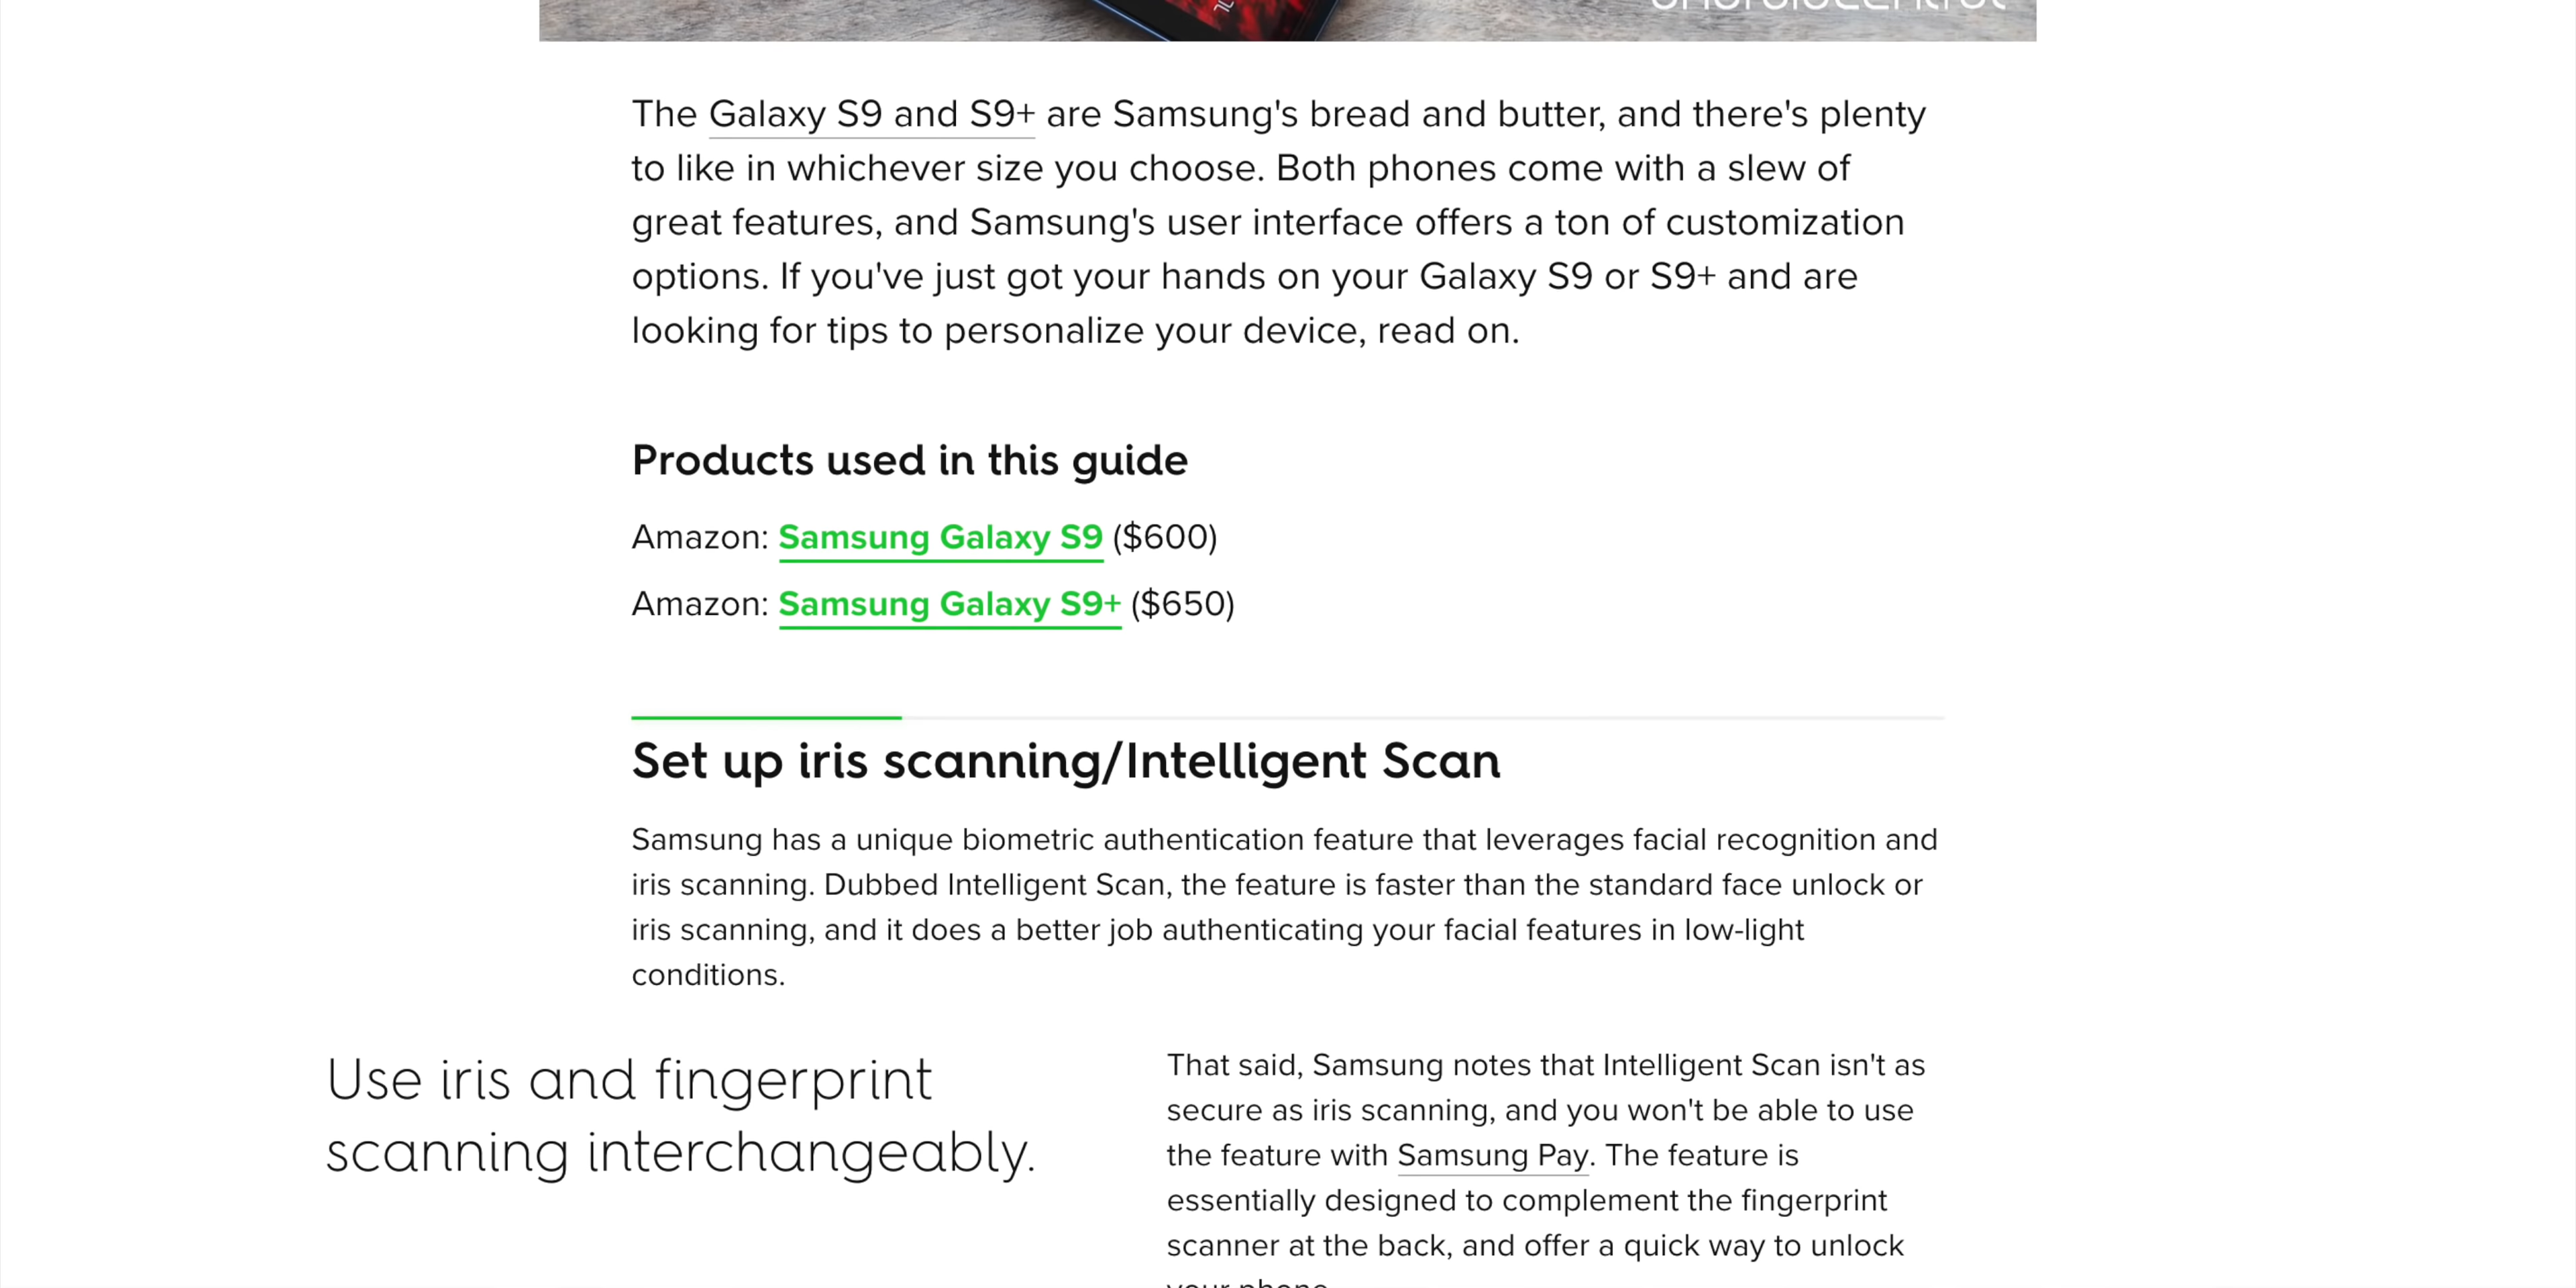 The Galaxy S9 and S9+ are Samsung's bread and butter, and there's plenty
to like in whichever size you choose. Both phones come with a slew of
great features, and Samsung's user interface offers a ton of customization
options. If you've just got your hands on your Galaxy S9 or S9+ and are
looking for tips to personalize your device, read on.
Products used in this guide
Amazon: Samsung Galaxy S9 ($600)
Amazon: Samsung Galaxy S9+ ($650)
Set up iris scanning/Intelligent Scan
Samsung has a unique biometric authentication feature that leverages facial recognition and
iris scanning. Dubbed Intelligent Scan, the feature is faster than the standard face unlock or
iris scanning, and it does a better job authenticating your facial features in low-light
conditions.
Use iris and fingerprint
scanning interchangeably.
That said, Samsung notes that Intelligent Scan isn't as
secure as iris scanning, and you won't be able to use
the feature with Samsung Pay. The feature is
essentially designed to complement the fingerprint
scanner at the back, and offer a quick way to unlock